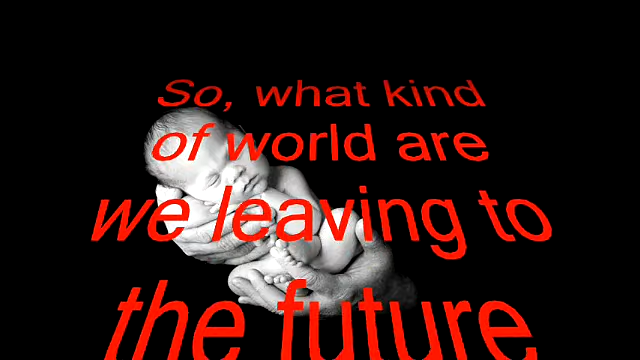 So, what kind
of world are
we leaving to
the future